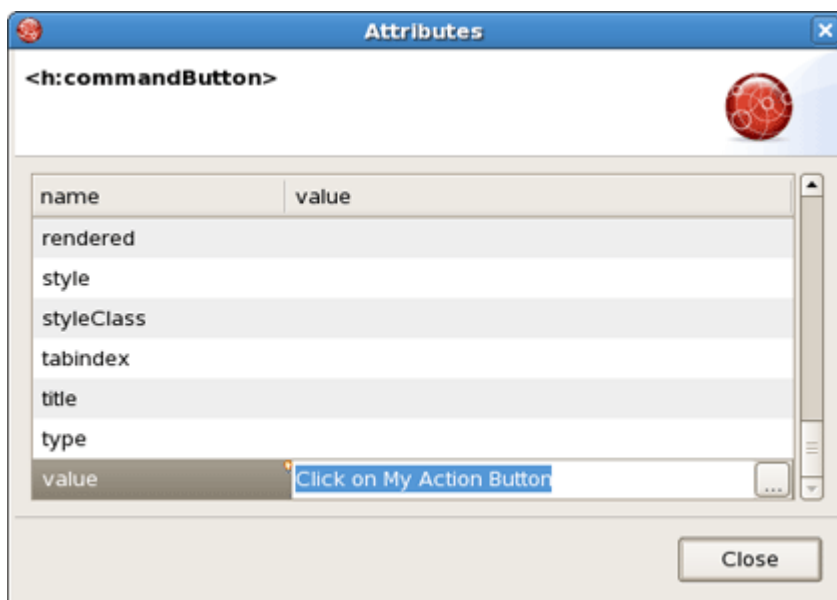 Attributes
<h:commandButton>
name value
rendered
style
styleClass
tabindex
title
type
value Click on My Action Button ...
Close